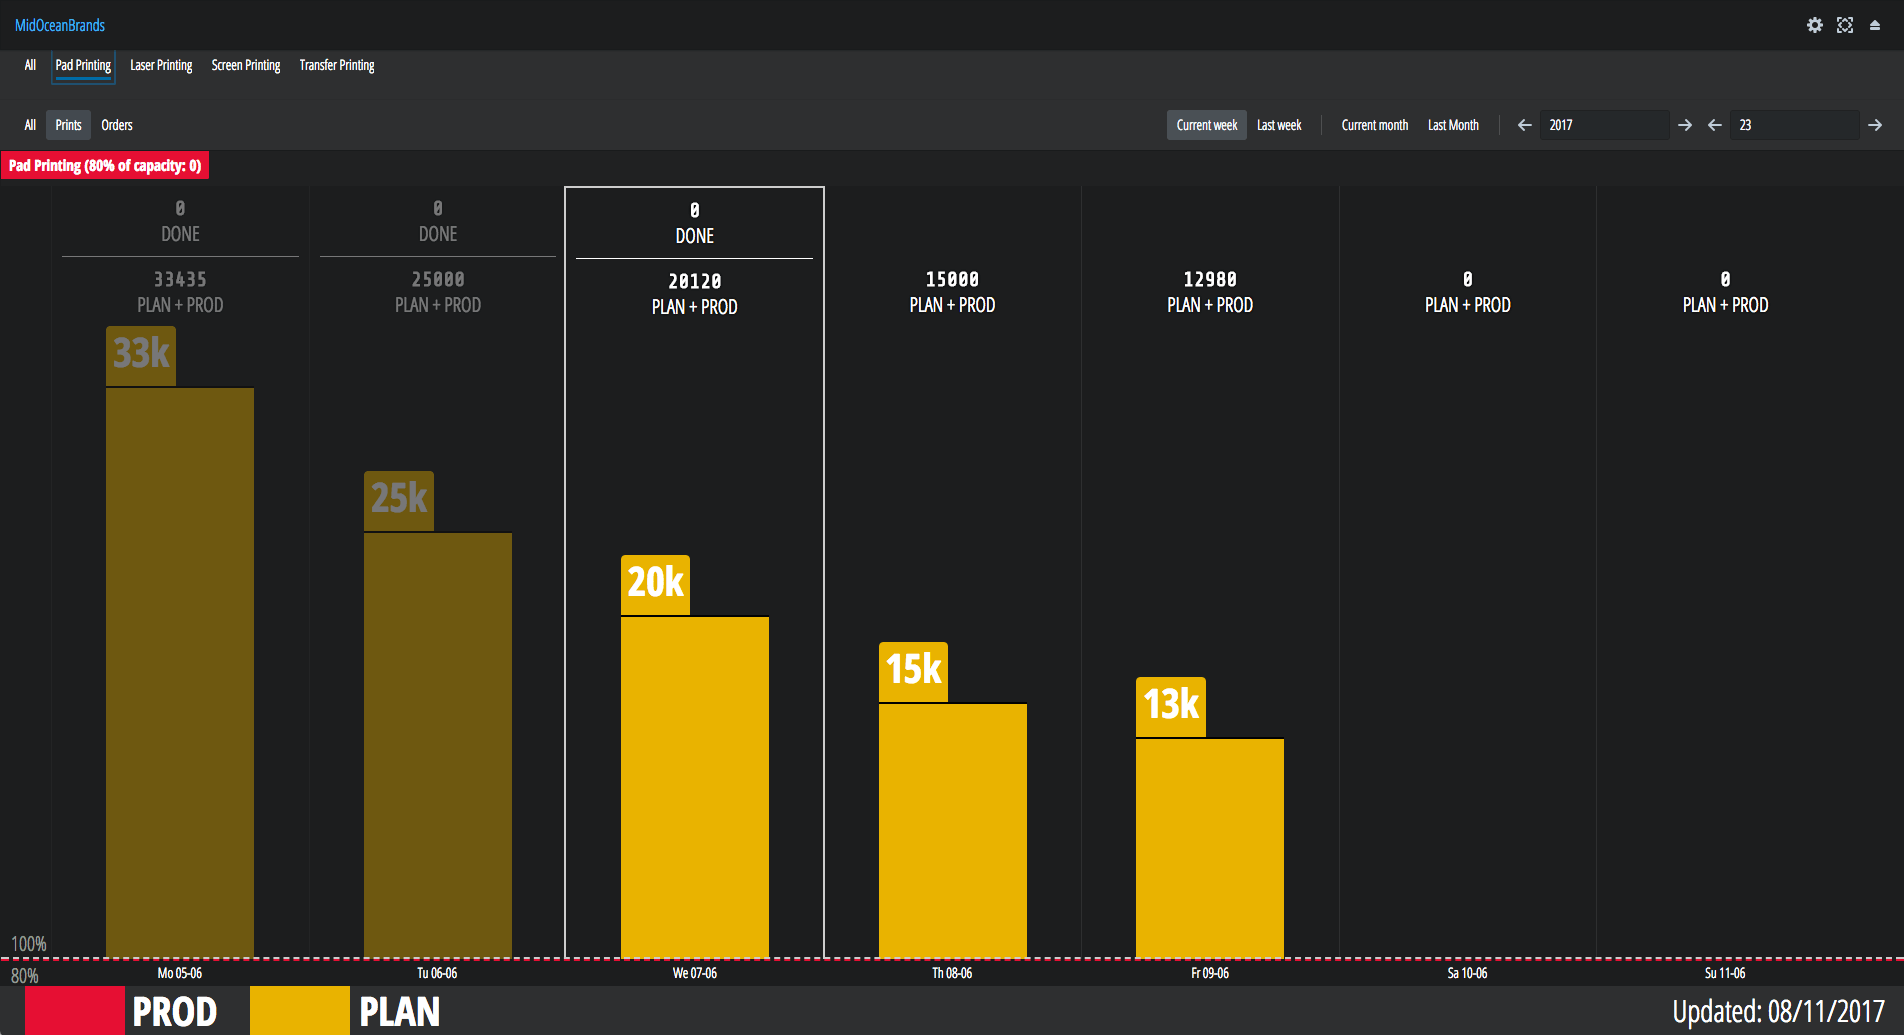 MidOceanBrands
All Pad Printing Laser Printing Screen Printing Transfer Printing
All Prints Orders Current week Last week Current month Last Month 2017 23
Pad Printing (80% of capacity: 0)
0 0 0
DONE DONE DONE
33435 25000 20120 15000 12980 0 0
PLAN + PROD PLAN + PROD PLAN + PROD PLAN + PROD PLAN + PROD PLAN + PROD PLAN + PROD
33k
25k
20k
15k
13k
100%
80% Mo 05-06 Tu 06-06 We 07-06 Th 08-06 Fr 09-06 Sa 10-06 Su 11-06
PROD PLAN Updated: 08/11/2017